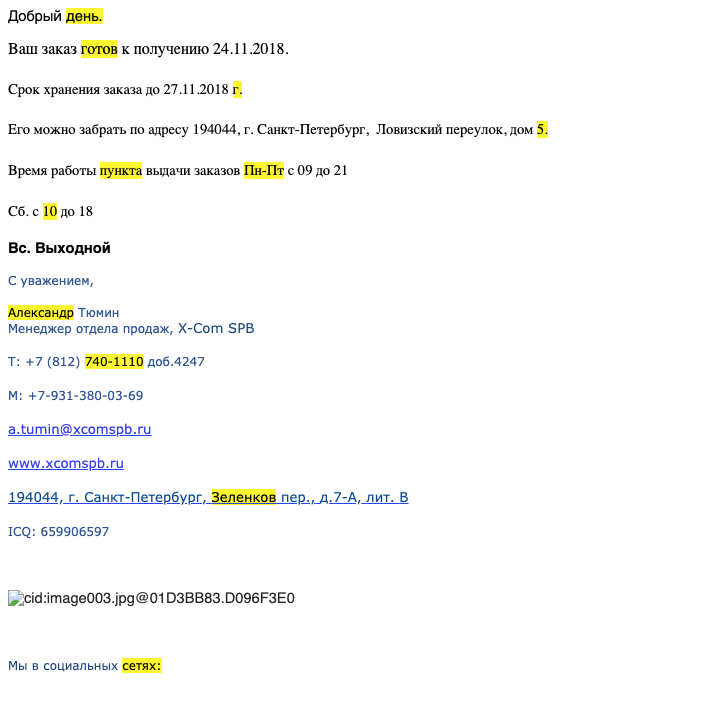 Добрый день.
Ваш заказ готов к получению 24.11.2018.
Срок хранения заказа до 27.11.2018 г.
Его можно забрать по адресу 194044, г. Санкт-Петербург,  Ловизский переулок, дом 5.
Время работы пункта выдачи заказов Пн-Пт с 09 до 21
Сб. с 10 до 18
Вс. Выходной
С уважением,
Александр Тюмин
Менеджер отдела продаж, X-Com SPB
Т: +7 (812) 740-1110 доб.4247
М: +7-931-380-03-69
a.tumin@xcomspb.ru
www.xcomspb.ru
194044, г. Санкт-Петербург, Зеленков пер., д.7-А, лит. В
ICQ: 659906597
cid:image003.jpg@01D3BB83.D096F3E0
Мы в социальных сетях: